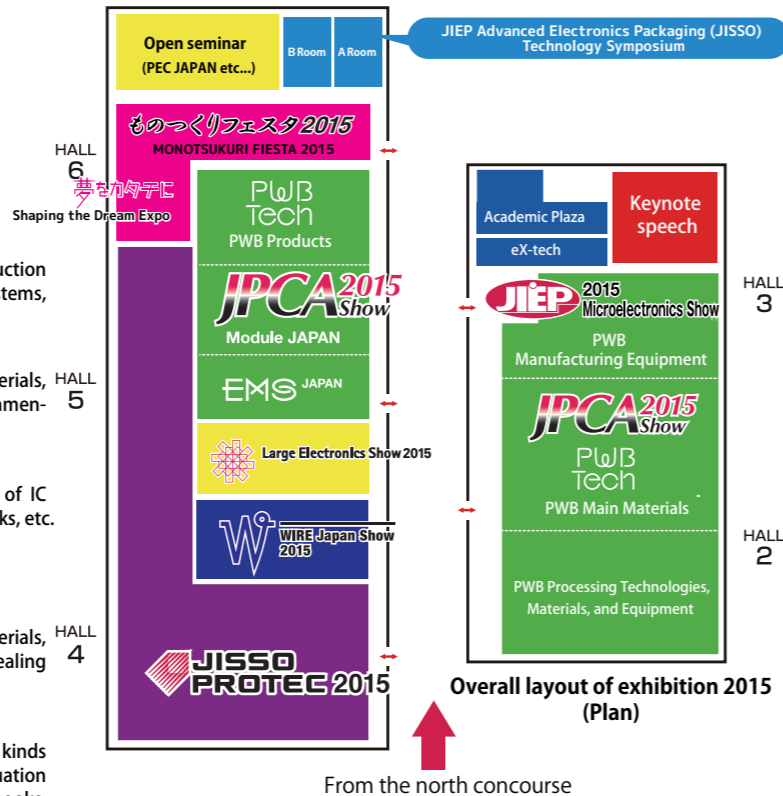 Open seminar
(PEC JAPAN etc...)
B Room
A Room
JIEP Advanced Electronics Packaging (JISSO)
Technology Symposium
ものつくりフェスタ 2015
MONOTSUKURI FIESTA 2015
HALL
6
夢をカタチに
Shaping the Dream Expo
PWB
Tech
PWB Products
uction
stems,
JPCA 2015
Show
Module JAPAN
erials,
HALL
5
men-
EMS JAPAN
Large Electronics Show 2015
of IC
ks, etc.
W
WIRE Japan Show
2015
erials,
HALL
4
ealing
JISSO
PROTEC 2015
kinds
uation
Academic Plaza
eX-tech
Keynote
speech
HALL
3
JIEP
2015
Microelectronics Show
PWB
Manufacturing Equipment
JPCA 2015
Show
PWB
Tech
PWB Main Materials
HALL
2
PWB Processing Technologies,
Materials, and Equipment
Overall layout of exhibition 2015
(Plan)
From the north concourse